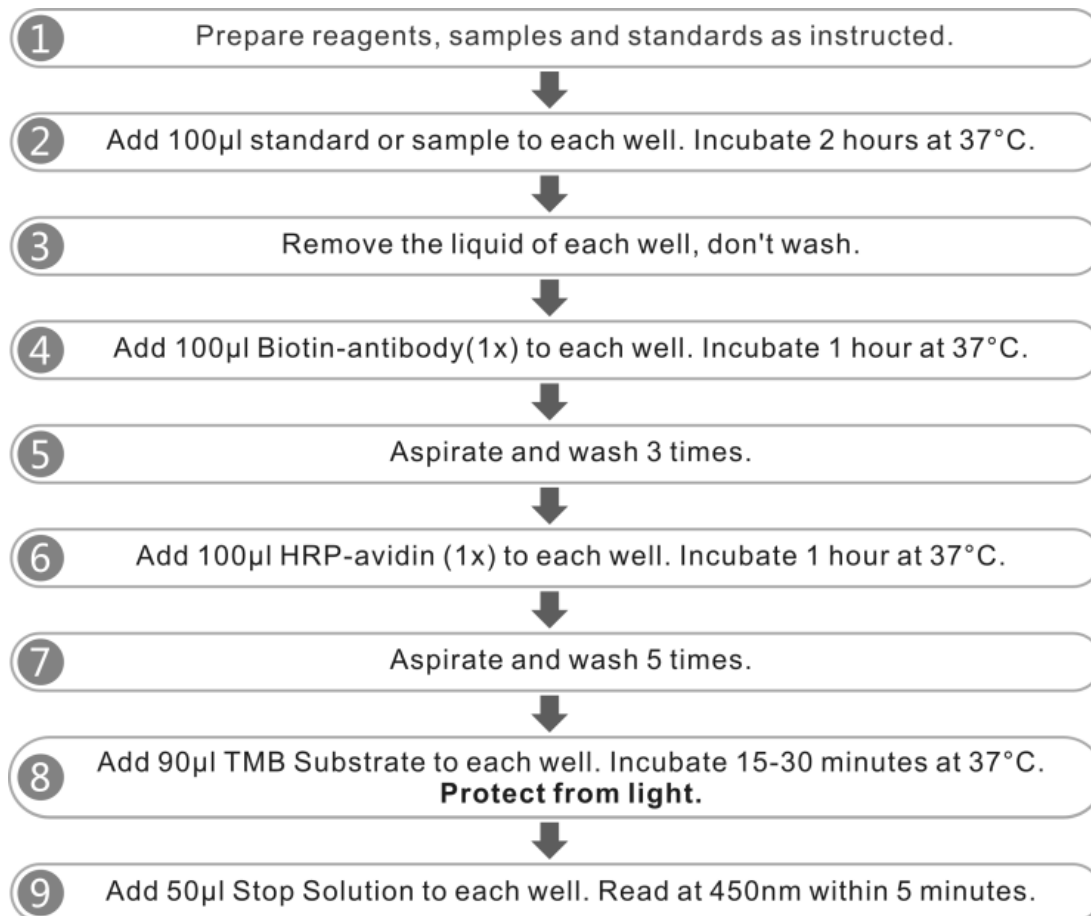 1 Prepare reagents, samples and standards as instructed.
2 Add 100μl standard or sample to each well. Incubate 2 hours at 37°C.
3 Remove the liquid of each well, don't wash.
4 Add 100μl Biotin-antibody(1x) to each well. Incubate 1 hour at 37°C.
5 Aspirate and wash 3 times.
6 Add 100μl HRP-avidin (1x) to each well. Incubate 1 hour at 37°C.
7 Aspirate and wash 5 times.
8 Add 90μl TMB Substrate to each well. Incubate 15-30 minutes at 37°C.
Protect from light.
9 Add 50μl Stop Solution to each well. Read at 450nm within 5 minutes.